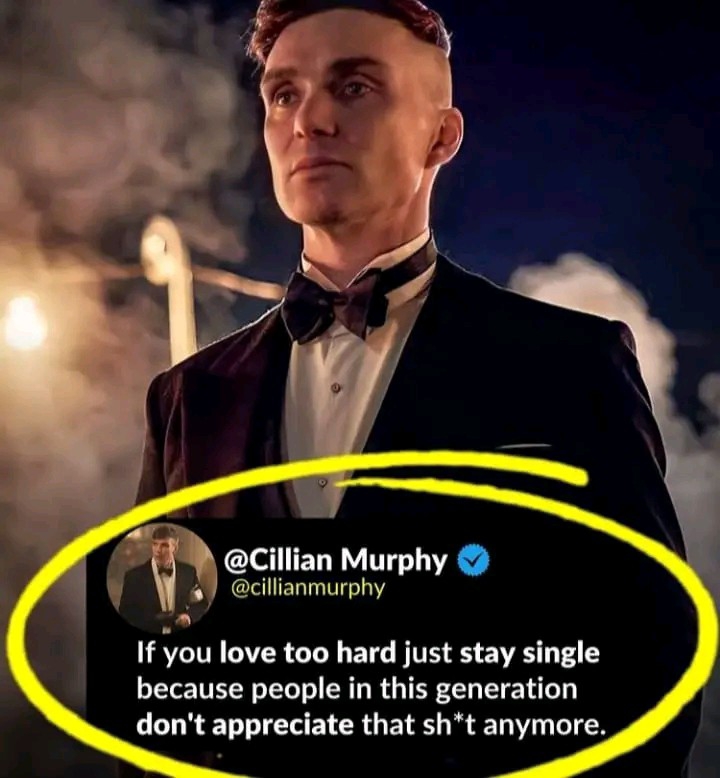 @Cillian Murphy
@cillianmurphy
If you love too hard just stay single
because people in this generation
don't appreciate that sh*t anymore.